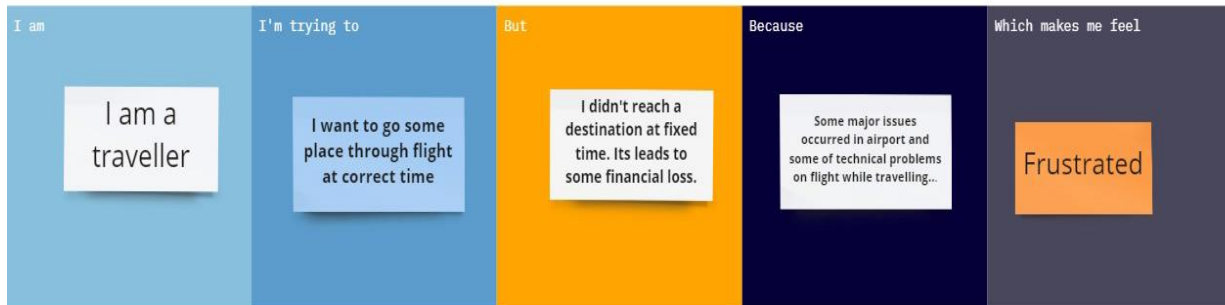 I am
I am a
traveller
I'm trying to
I want to go some
place through flight
at correct time
But
I didn't reach a
destination at fixed
time. Its leads to
some financial loss.
Because
Some major issues
occurred in airport and
some of technical problems
on flight while travelling...
Which makes me feel
Frustrated